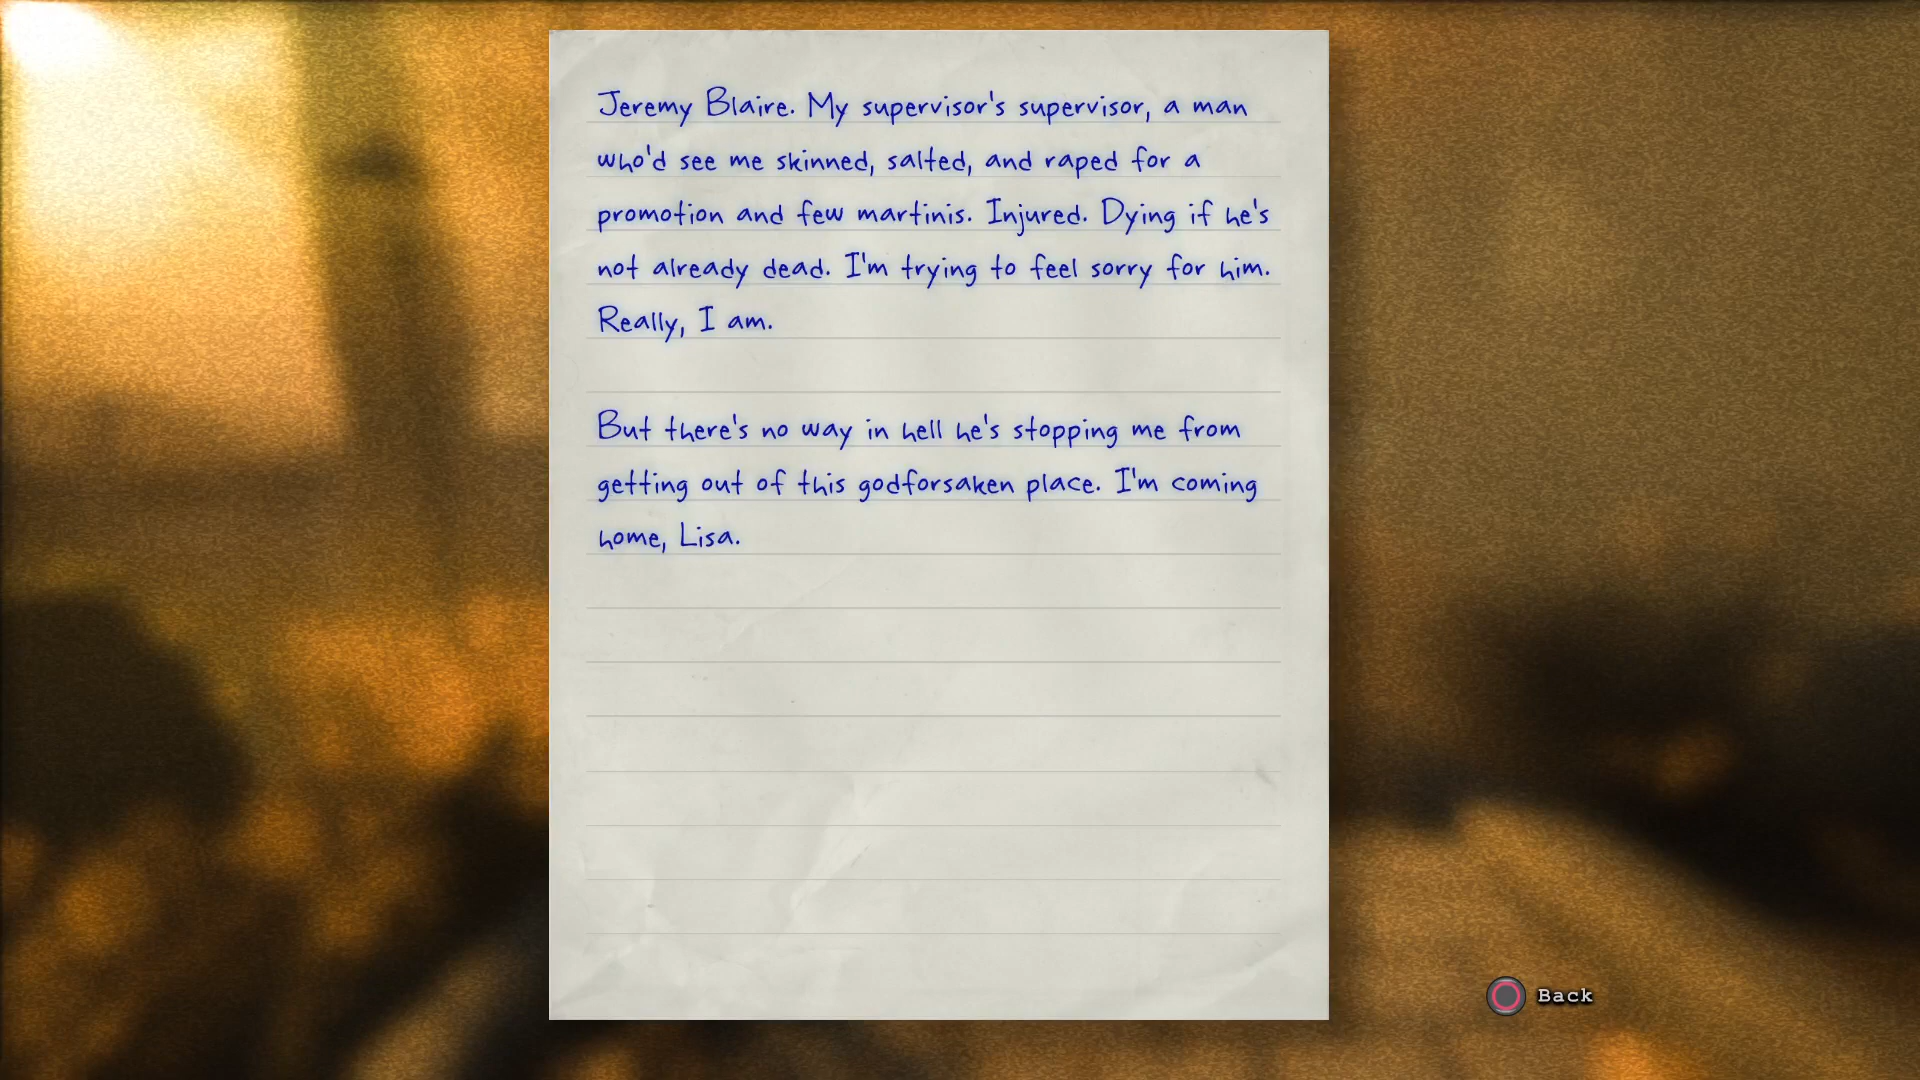 Jeremy Blaire. My supervisor's supervisor, a man
who'd see me skinned, salted, and raped for a
promotion and few martinis. Injured. Dying if he's
not already dead. I'm trying to feel sorry for him.
Really, I am.
But there's no way in hell he's stopping me from
getting out of this godforsaken place. I'm coming
home, Lisa.
Back